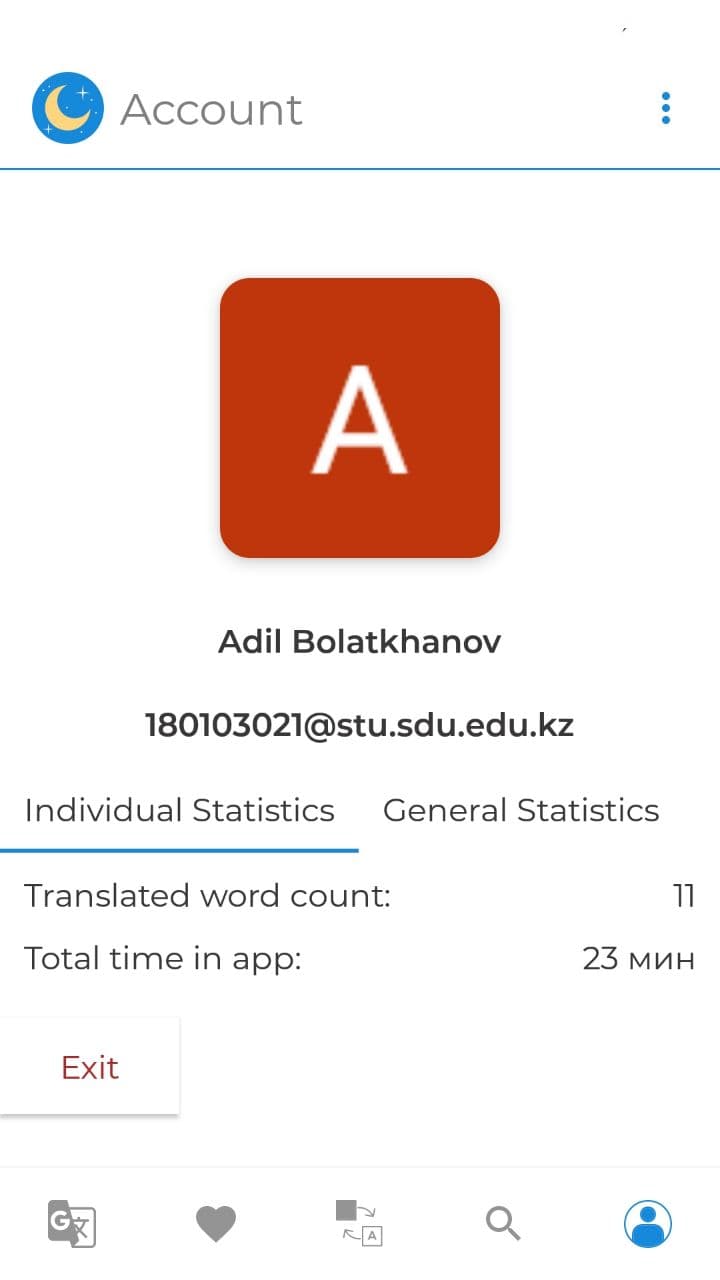 Account
A
Adil Bolatkhanov
180103021@stu.sdu.edu.kz
Individual Statistics General Statistics
Translated word count: 11
Total time in app: 23 мин
Exit
G 文 A